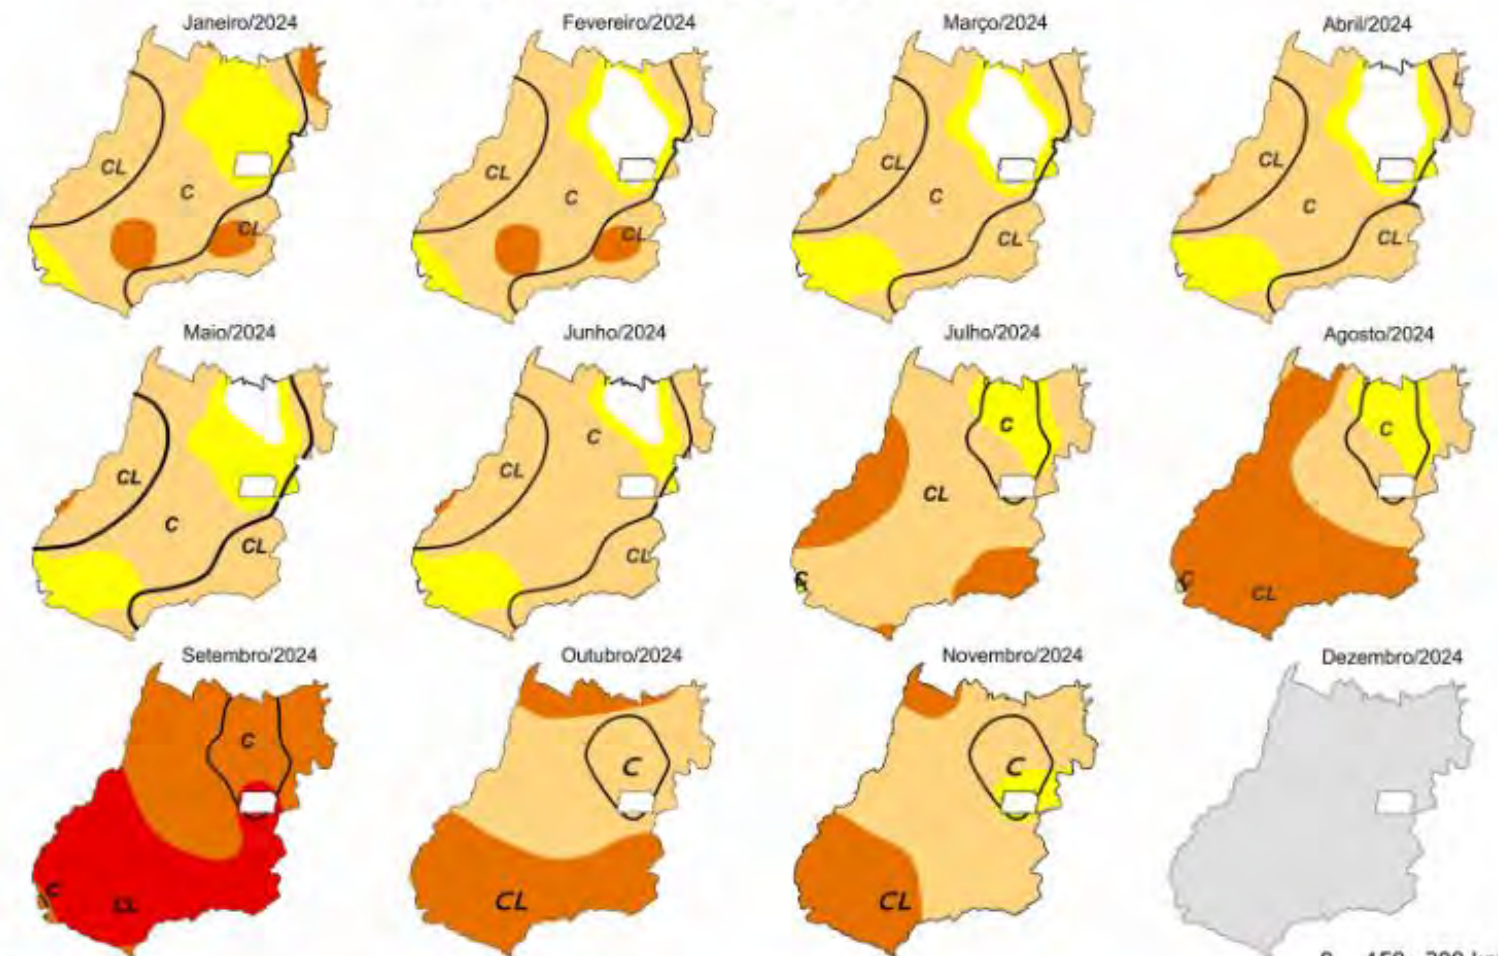 Janeiro/2024 Fevereiro/2024 Março/2024 Abril/2024
CL C CL
CL C CL
CL C CL
CL C CL L
Maio/2024 Junho/2024 Julho/2024 Agosto/2024
CL C CL
CL C CL
C CL
C C CL
Setembro/2024 Outubro/2024 Novembro/2024 Dezembro/2024
C C CL
C CL
C CL